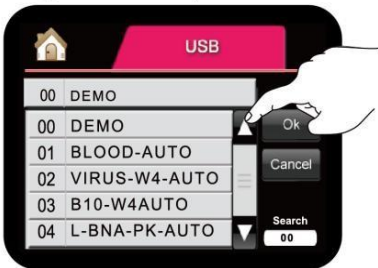 USB
00 DEMO
00 DEMO
01 BLOOD-AUTO
02 VIRUS-W4-AUTO
03 B10-W4AUTO
04 L-BNA-PK-AUTO
Ok
Cancel
Search
00